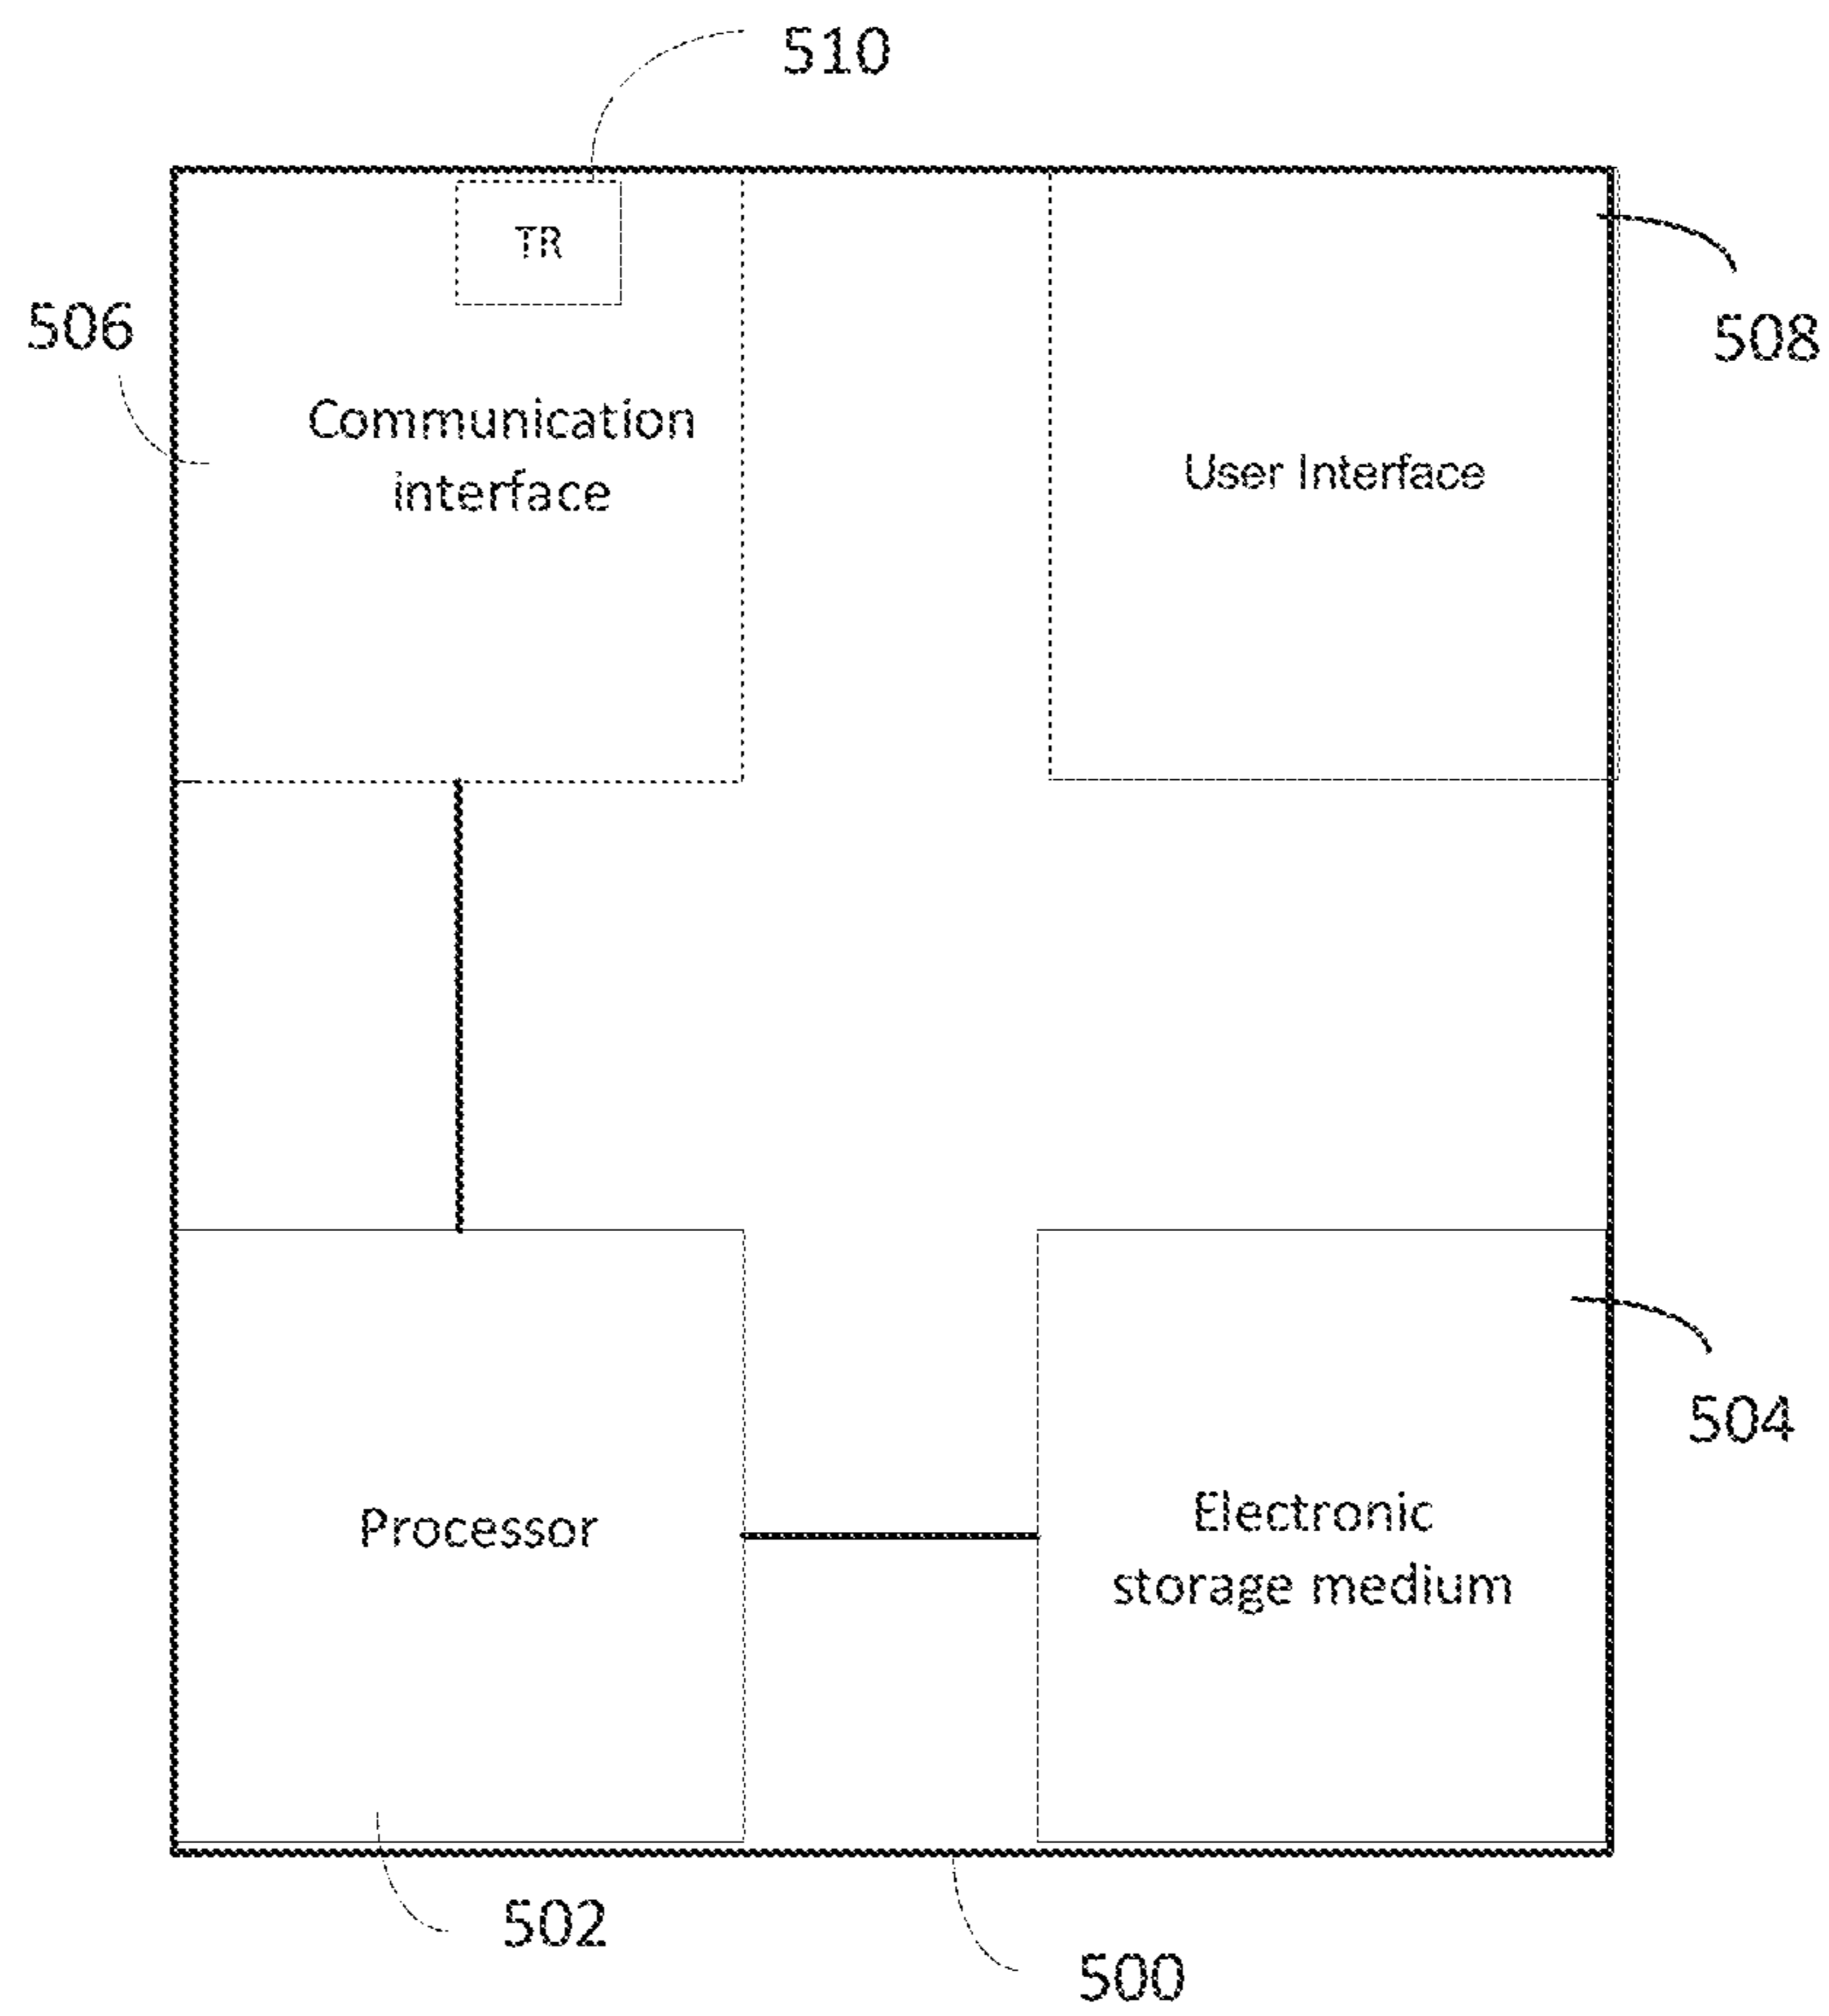 510
TR
506
508
Communication
interface
User Interface
504
Processor
Electronic
storage medium
502
500